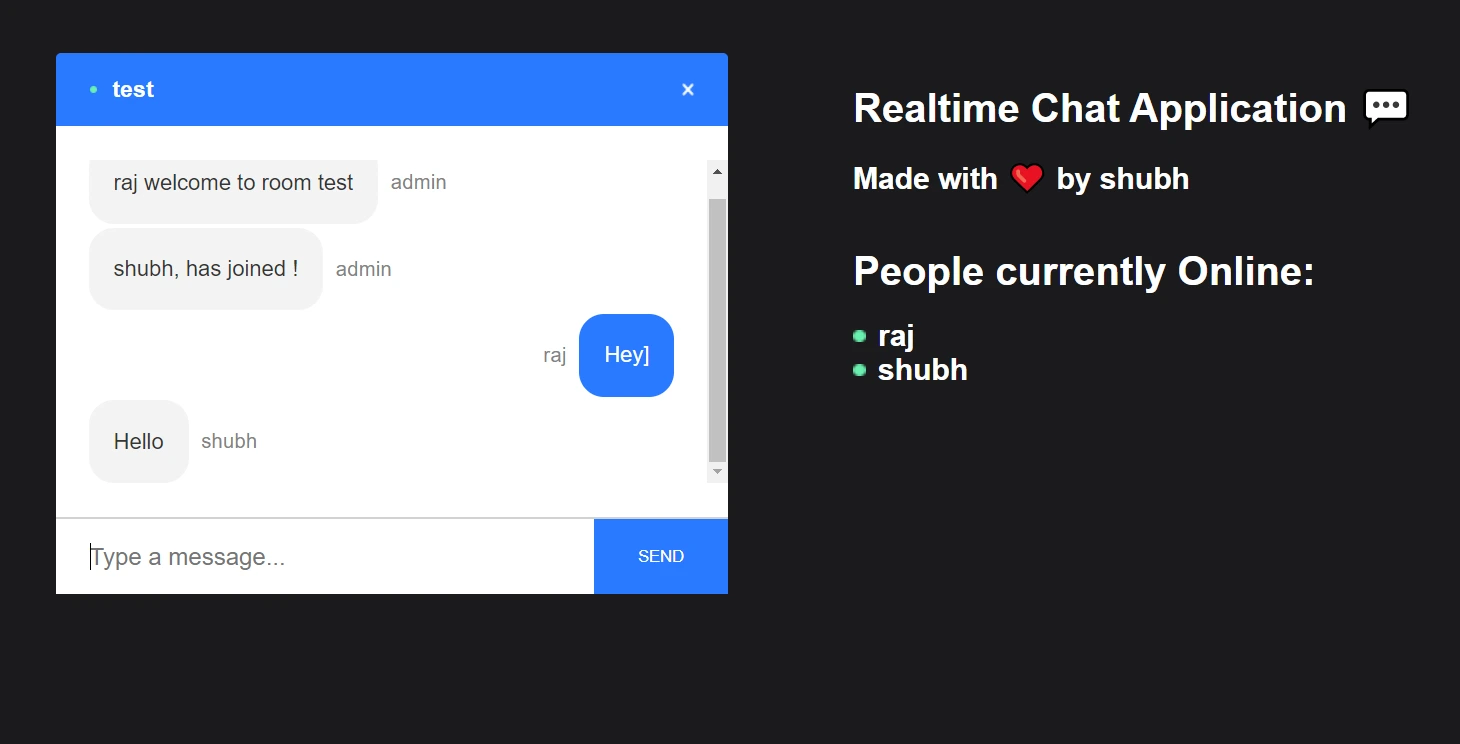 test ×
raj welcome to room test admin
shubh, has joined ! admin
raj Hey]
Hello shubh
Type a message...
SEND
Realtime Chat Application 💬
Made with ❤️ by shubh
People currently Online:
raj
shubh